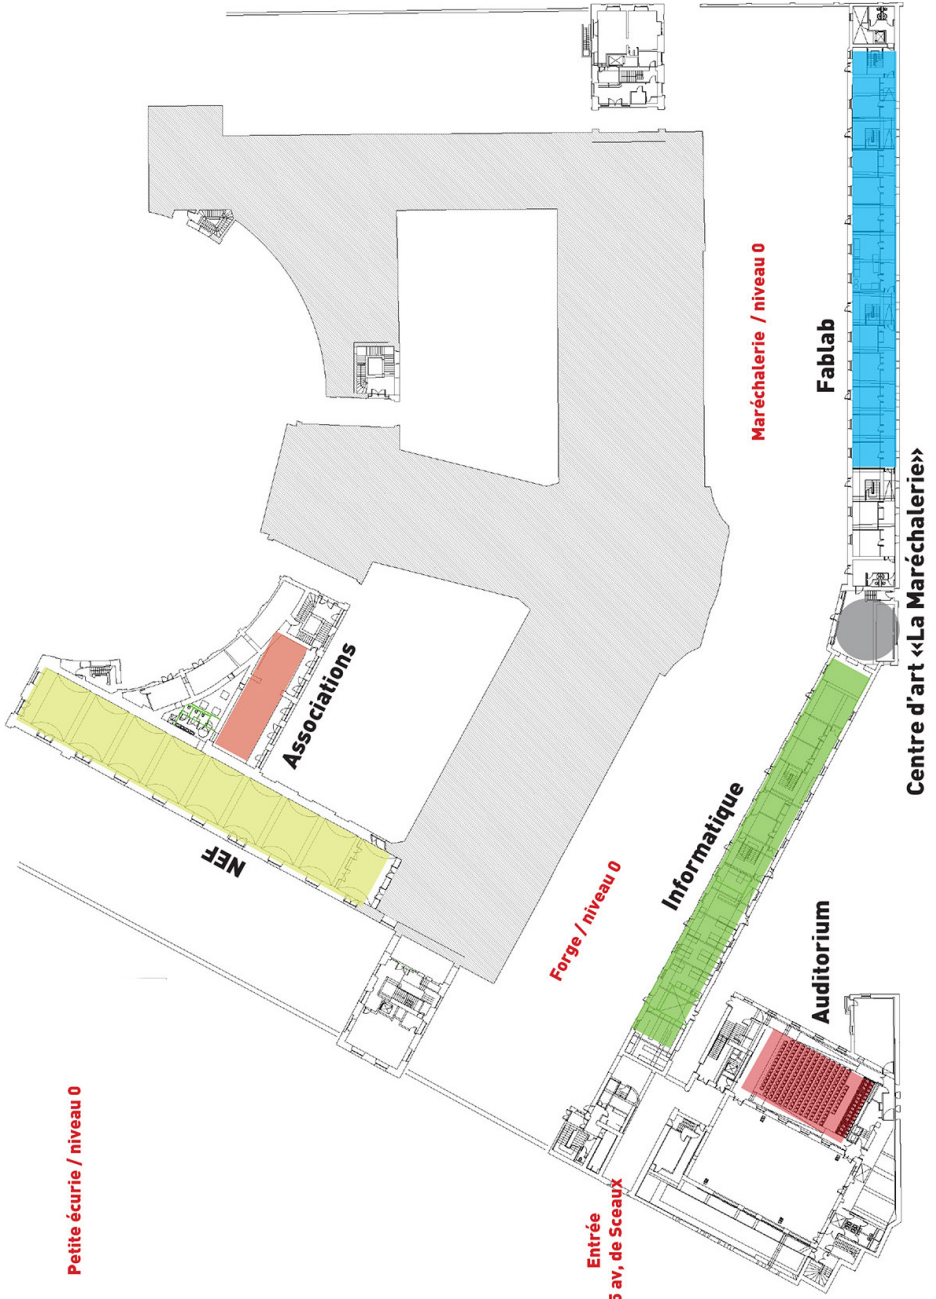 Maréchalerie / niveau 0
Fablab
Centre d'art «La Maréchalerie»
Associations
NEF
Informatique
Forge / niveau 0
Auditorium
Petite écurie / niveau 0
Entrée
5 av, de Sceaux